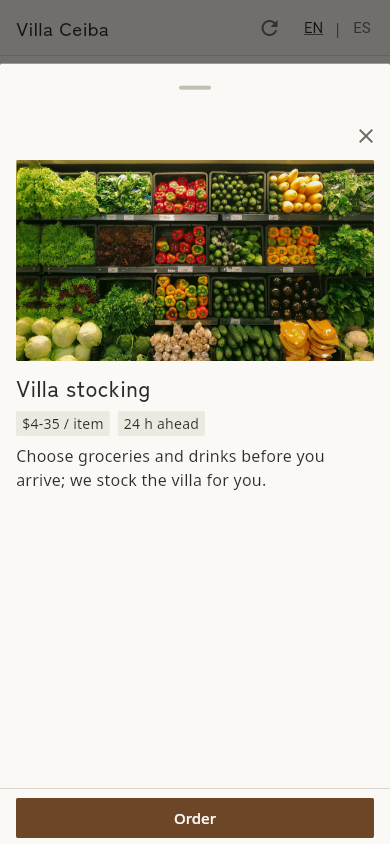 Villa Ceiba
EN | ES
Villa stocking
$4-35 / item
24 h ahead
Choose groceries and drinks before you
arrive; we stock the villa for you.
Order